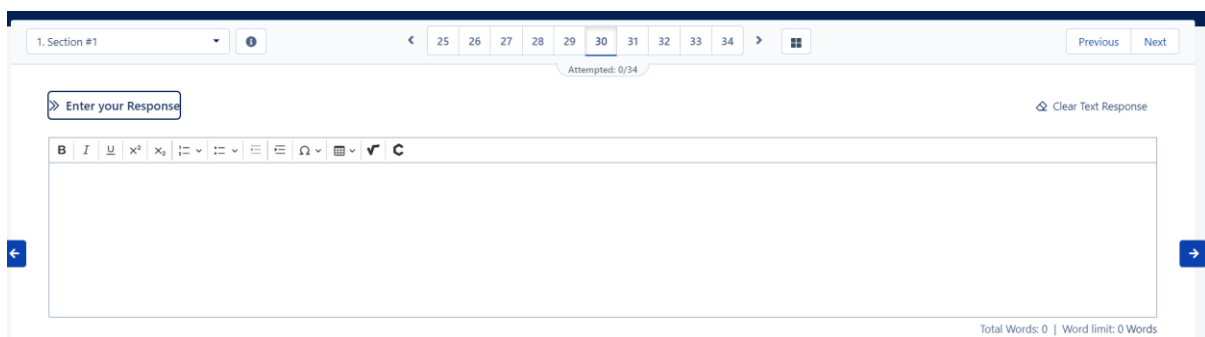 1. Section #1 25 26 27 28 29 30 31 32 33 34 Previous Next
Attempted: 0/34
Enter your Response Clear Text Response
B I U x² x₂ Ω √ C
Total Words: 0 | Word limit: 0 Words